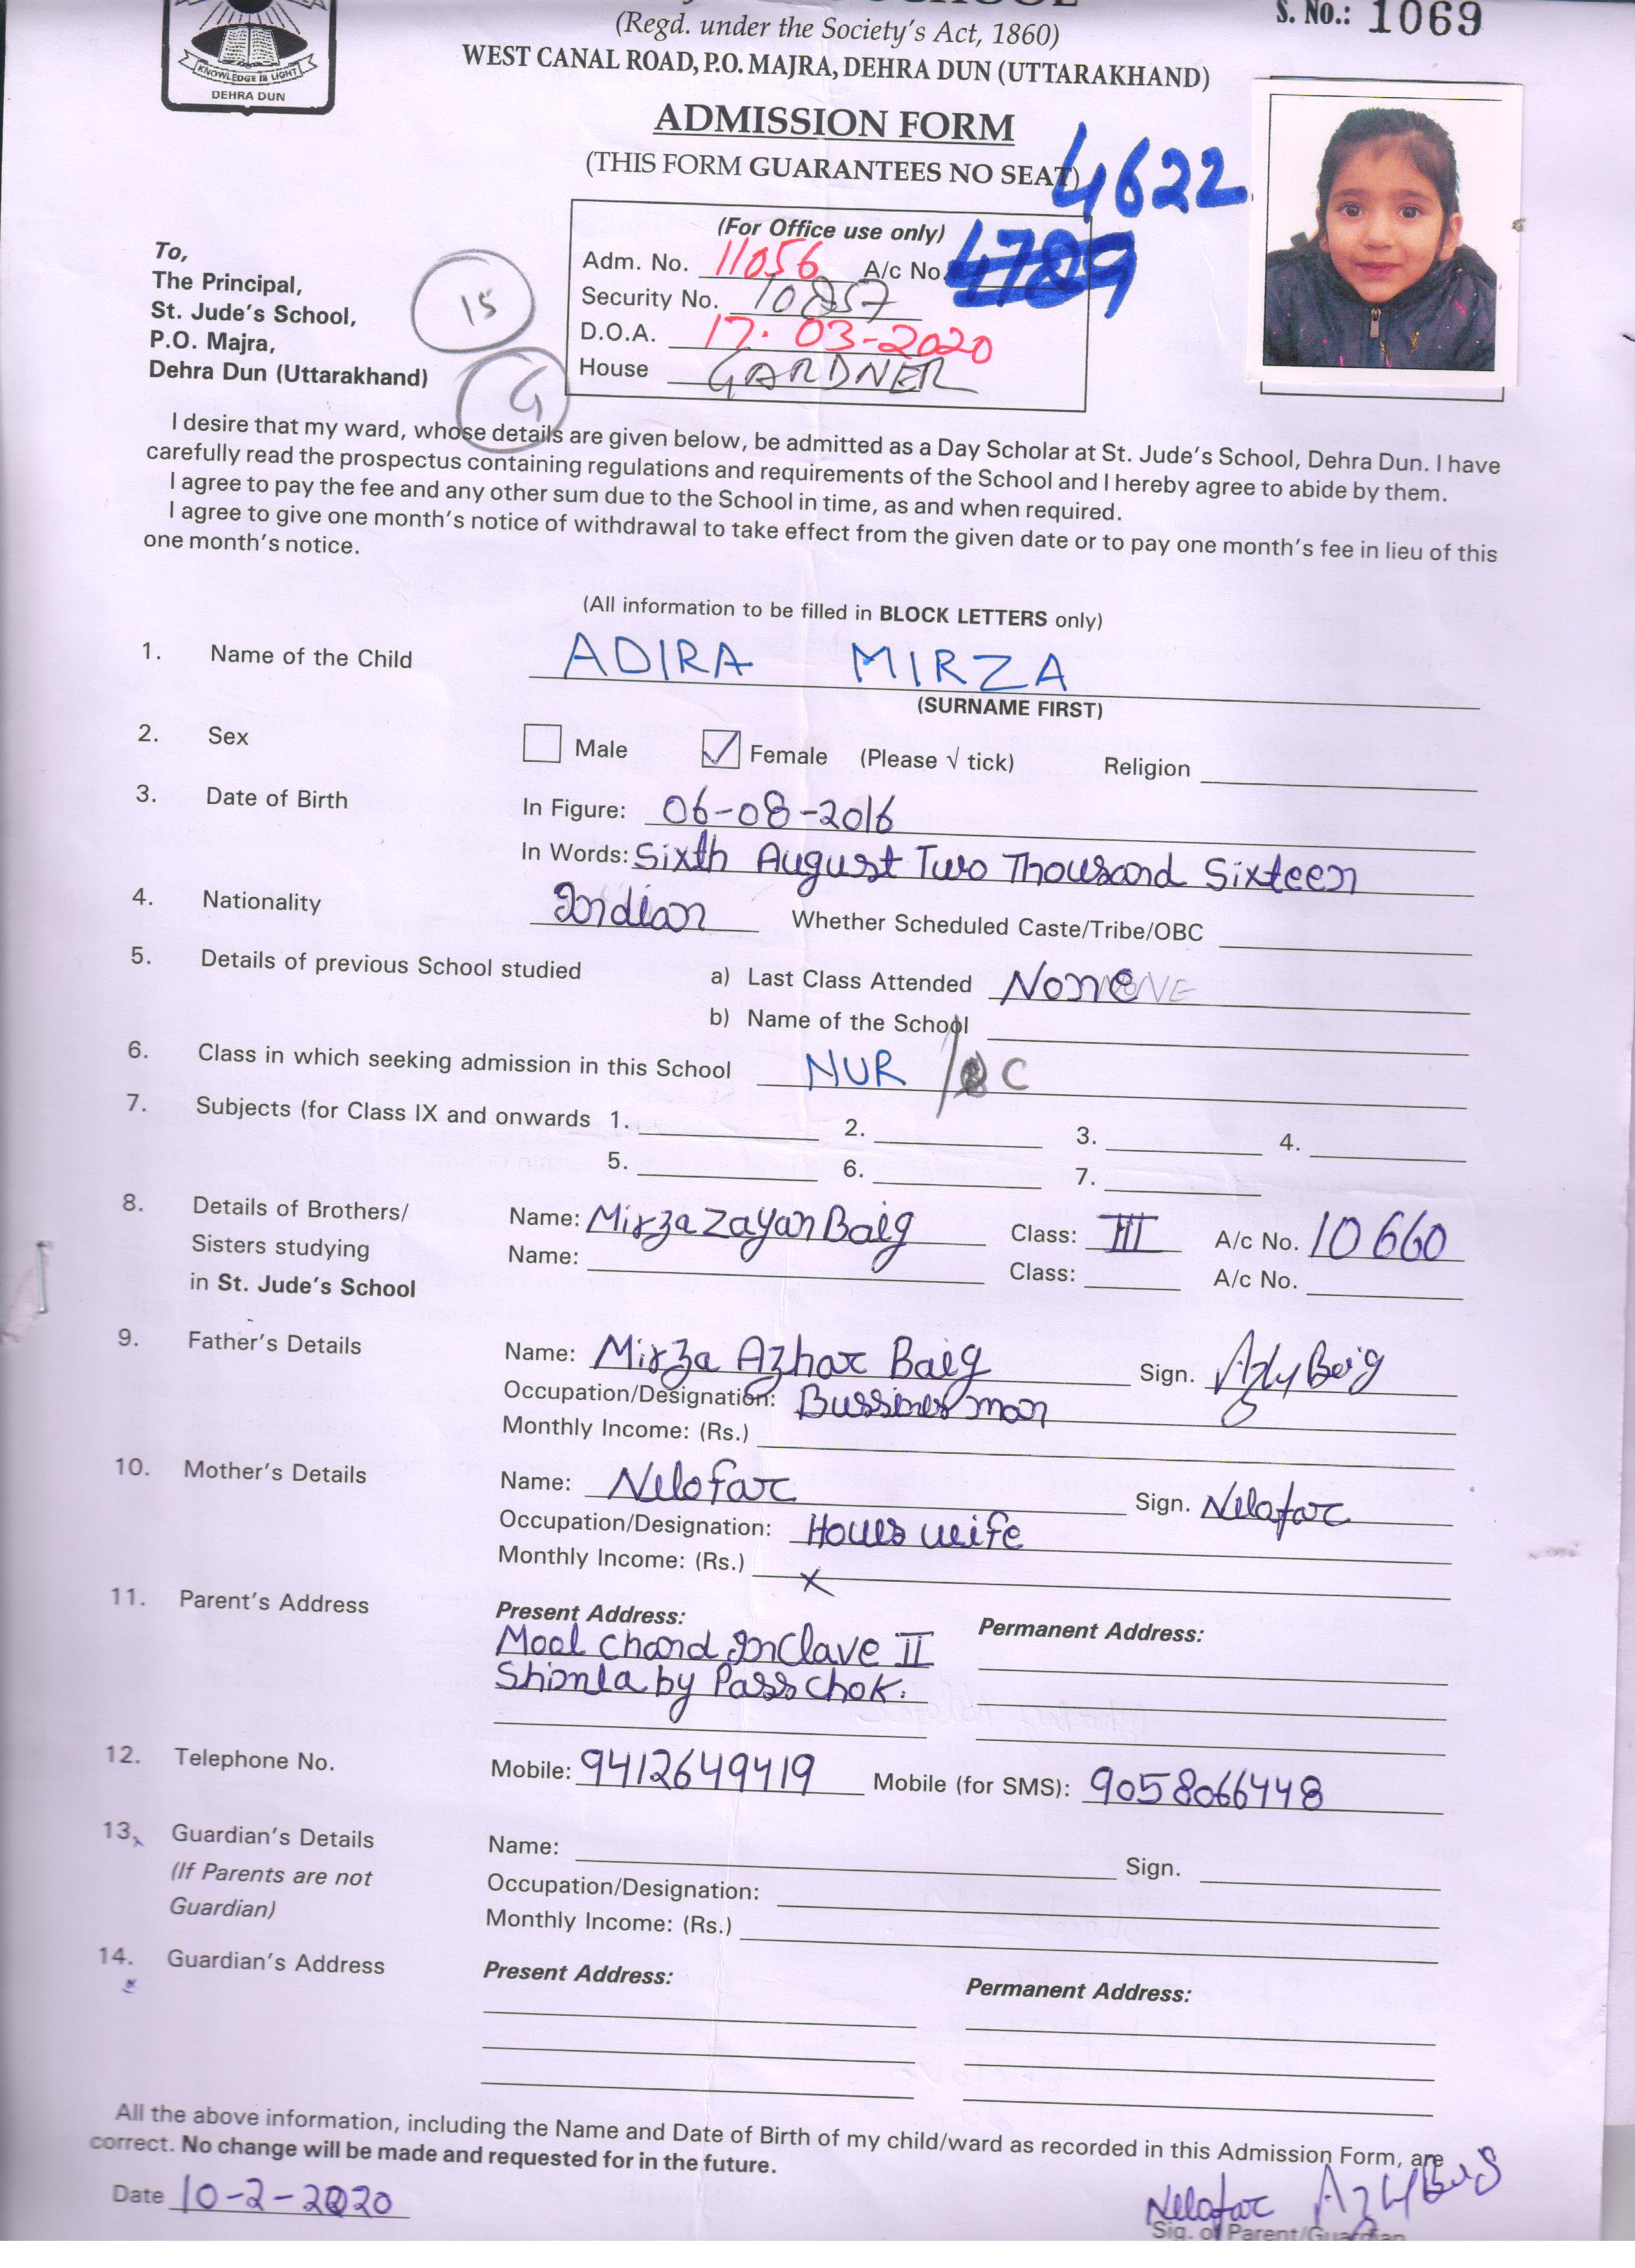 S. No.: 1069
(Regd. under the Society's Act, 1860)
WEST CANAL ROAD, P.O. MAJRA, DEHRA DUN (UTTARAKHAND)
KNOWLEDGE IS LIGHT
DEHRA DUN
ADMISSION FORM
(THIS FORM GUARANTEES NO SEAT)
4622
(For Office use only)
Adm. No. 11056 A/c No. 4789
Security No. 10857
D.O.A. 17.03-2020
House GARDNER
To,
The Principal,
St. Jude's School,
P.O. Majra,
Dehra Dun (Uttarakhand)
15
G
I desire that my ward, whose details are given below, be admitted as a Day Scholar at St. Jude's School, Dehra Dun. I have
carefully read the prospectus containing regulations and requirements of the School and I hereby agree to abide by them.
I agree to pay the fee and any other sum due to the School in time, as and when required.
I agree to give one month's notice of withdrawal to take effect from the given date or to pay one month's fee in lieu of this
one month's notice.
(All information to be filled in BLOCK LETTERS only)
1. Name of the Child ADIRA MIRZA
(SURNAME FIRST)
2. Sex Male Female (Please √ tick) Religion
3. Date of Birth In Figure: 06-08-2016
In Words: Sixth August Two Thousand Sixteen
4. Nationality Indian Whether Scheduled Caste/Tribe/OBC
5. Details of previous School studied a) Last Class Attended None NONE
b) Name of the School
6. Class in which seeking admission in this School NUR / C
7. Subjects (for Class IX and onwards 1. 2. 3. 4.
5. 6. 7.
8. Details of Brothers/ Name: Mirza Zayan Baig Class: III A/c No. 10660
Sisters studying Name: Class: A/c No.
in St. Jude's School
9. Father's Details Name: Mirza Azhar Baig Sign.
Occupation/Designation: Bussines man
Monthly Income: (Rs.)
10. Mother's Details Name: Nelofar Sign. Nelofar
Occupation/Designation: Hows wife
Monthly Income: (Rs.) x
11. Parent's Address Present Address: Permanent Address:
Mool chand Inclave II
Shimla by Pass chok.
12. Telephone No. Mobile: 9412649419 Mobile (for SMS): 9058066448
13. Guardian's Details Name: Sign.
(If Parents are not Occupation/Designation:
Guardian) Monthly Income: (Rs.)
14. Guardian's Address Present Address: Permanent Address:
All the above information, including the Name and Date of Birth of my child/ward as recorded in this Admission Form, are
correct. No change will be made and requested for in the future.
Date 10-2-2020 Nelofar
Sig. of Parent/Guardian